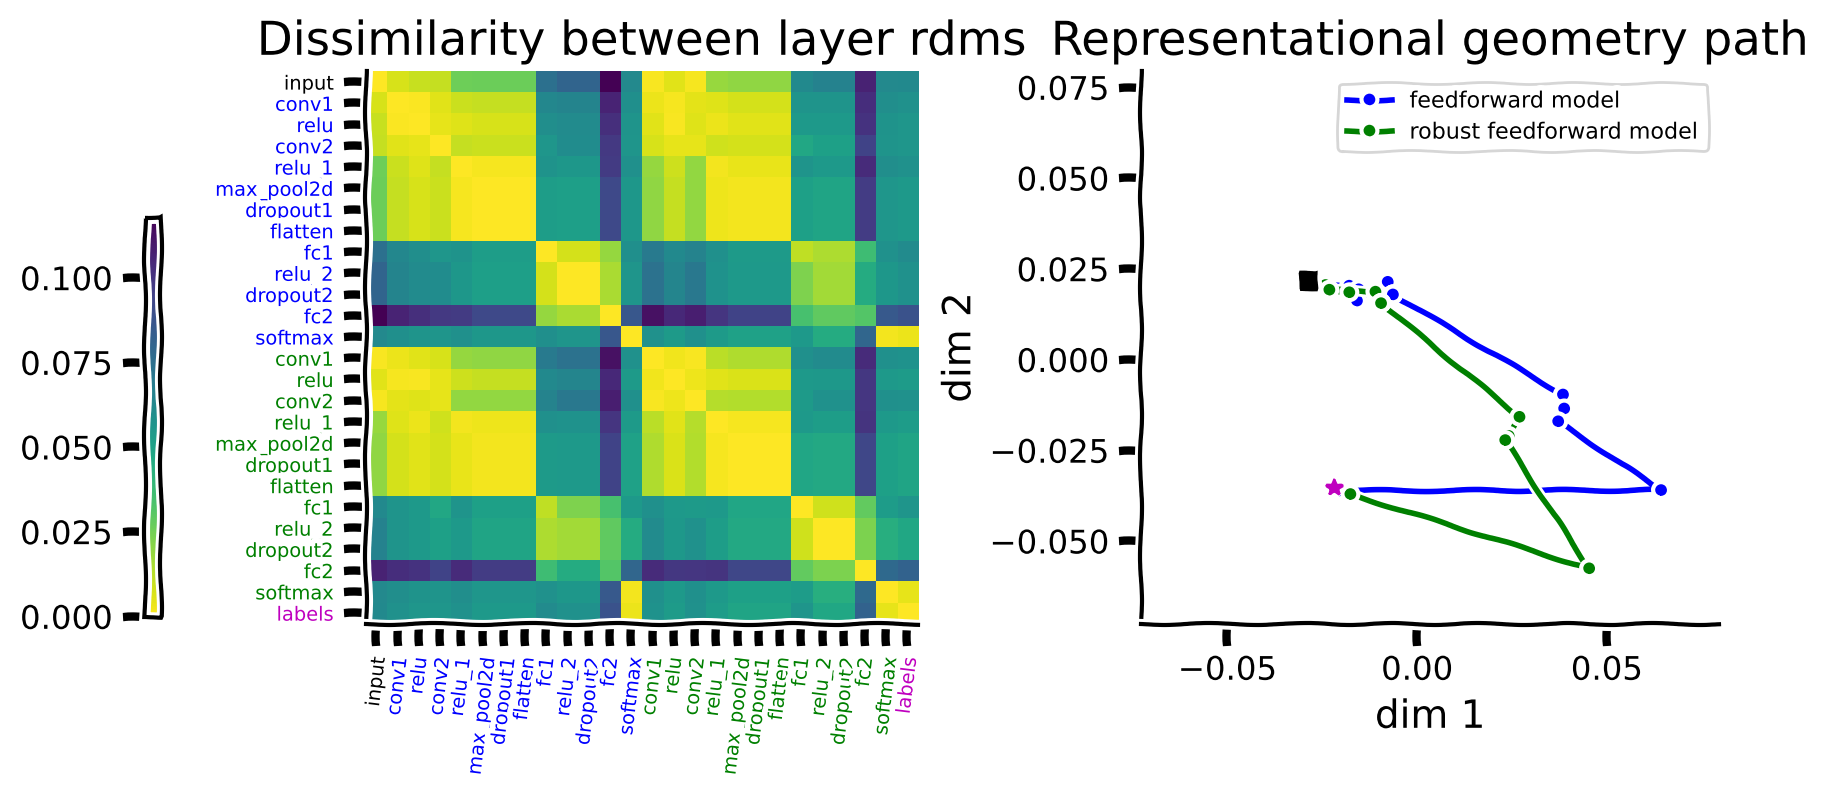 Dissimilarity between layer rdms
Representational geometry path
input
conv1
relu
conv2
relu_1
max_pool2d
dropout1
flatten
fc1
relu_2
dropout2
fc2
softmax
conv1
relu
conv2
relu_1
max_pool2d
dropout1
flatten
fc1
relu_2
dropout2
fc2
softmax
labels
0.100
0.075
0.050
0.025
0.000
input
conv1
relu
conv2
relu_1
max_pool2d
dropout1
flatten
fc1
relu_2
dropout2
fc2
softmax
conv1
relu
conv2
relu_1
max_pool2d
dropout1
flatten
fc1
relu_2
dropout2
fc2
softmax
labels
feedforward model
robust feedforward model
0.075
0.050
0.025
0.000
−0.025
−0.050
dim 2
−0.05
0.00
0.05
dim 1